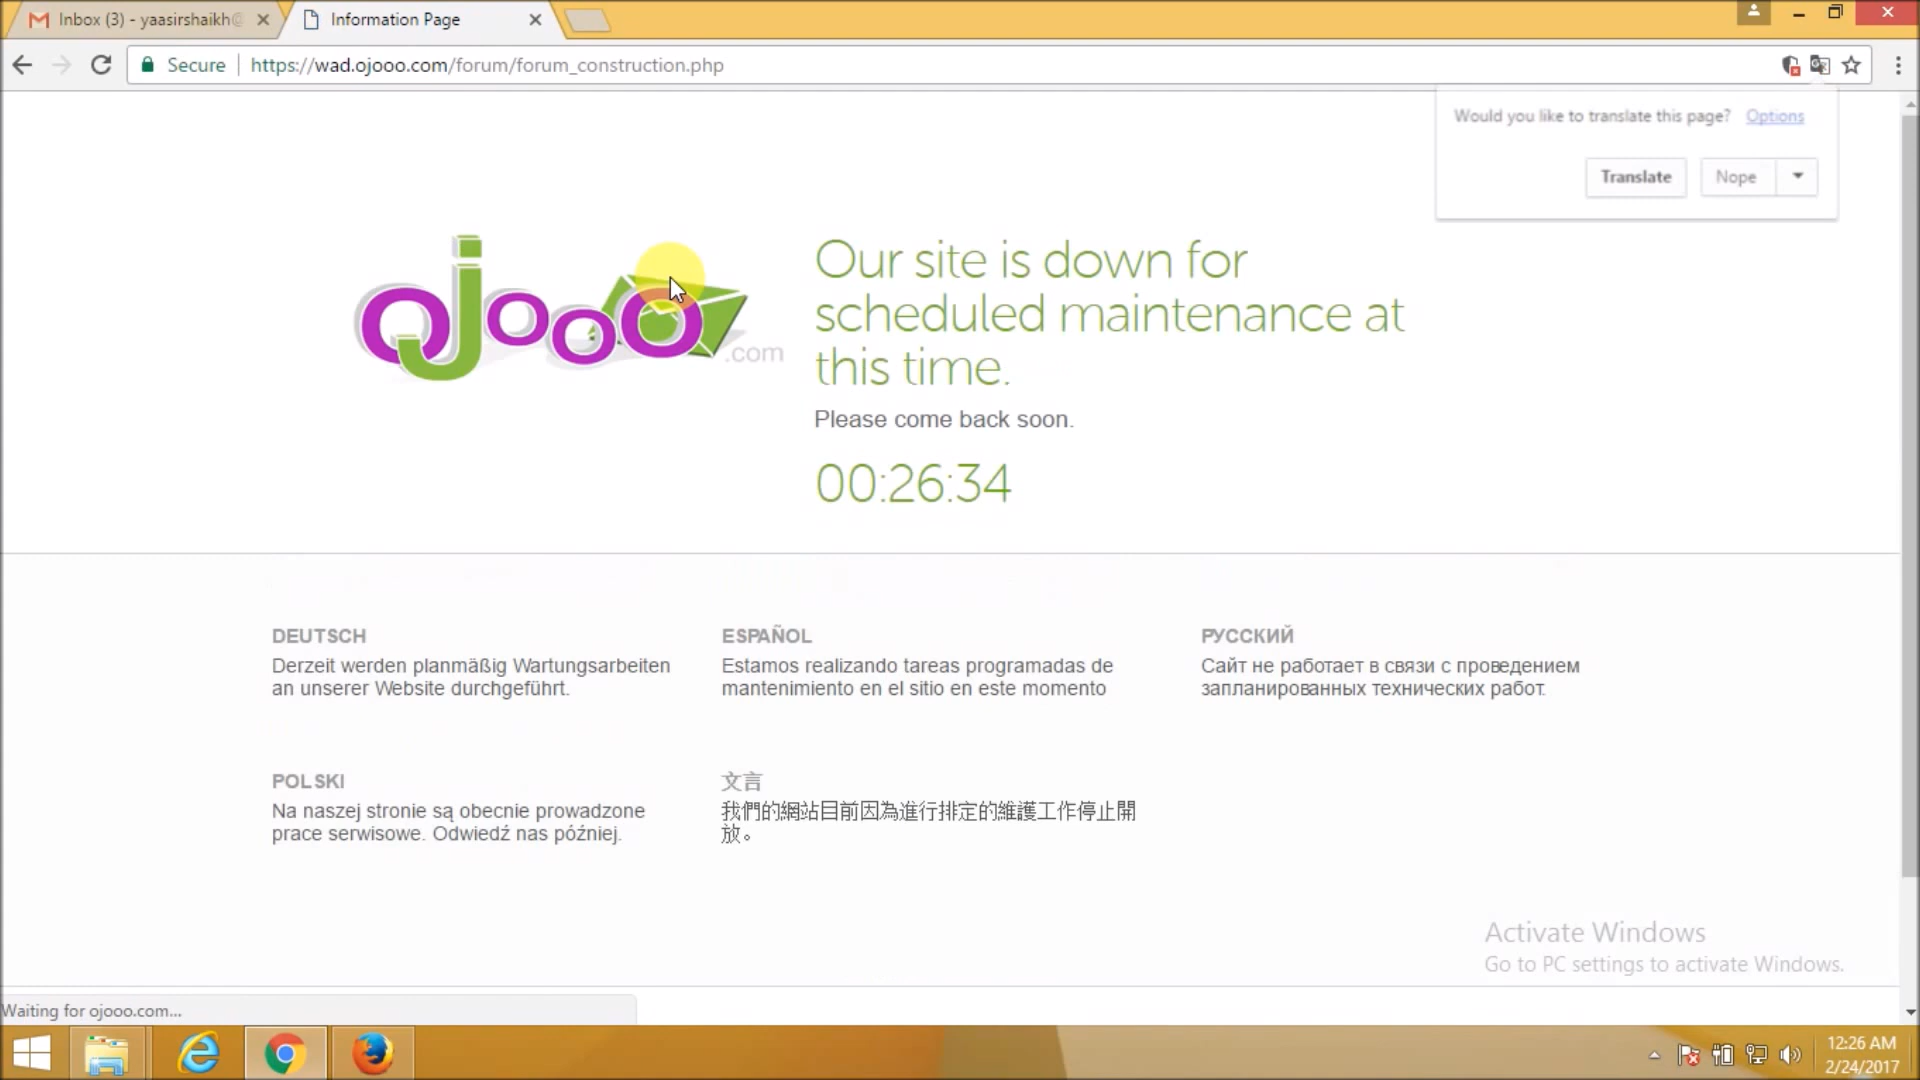 Inbox (3) - yaasirshaikh@
Information Page
Secure
https://wad.ojooo.com/forum/forum_construction.php
Would you like to translate this page? Options
Translate
Nope
ojooo
.com
Our site is down for
scheduled maintenance at
this time.
Please come back soon.
00:26:34
DEUTSCH
Derzeit werden planmäßig Wartungsarbeiten
an unserer Website durchgeführt.
ESPAÑOL
Estamos realizando tareas programadas de
mantenimiento en el sitio en este momento
РУССКИЙ
Сайт не работает в связи с проведением
запланированных технических работ.
POLSKI
Na naszej stronie są obecnie prowadzone
prace serwisowe. Odwiedź nas później.
文言
我們的網站目前因為進行排定的維護工作停止開
放。
Activate Windows
Go to PC settings to activate Windows.
Waiting for ojooo.com...
12:26 AM
2/24/2017